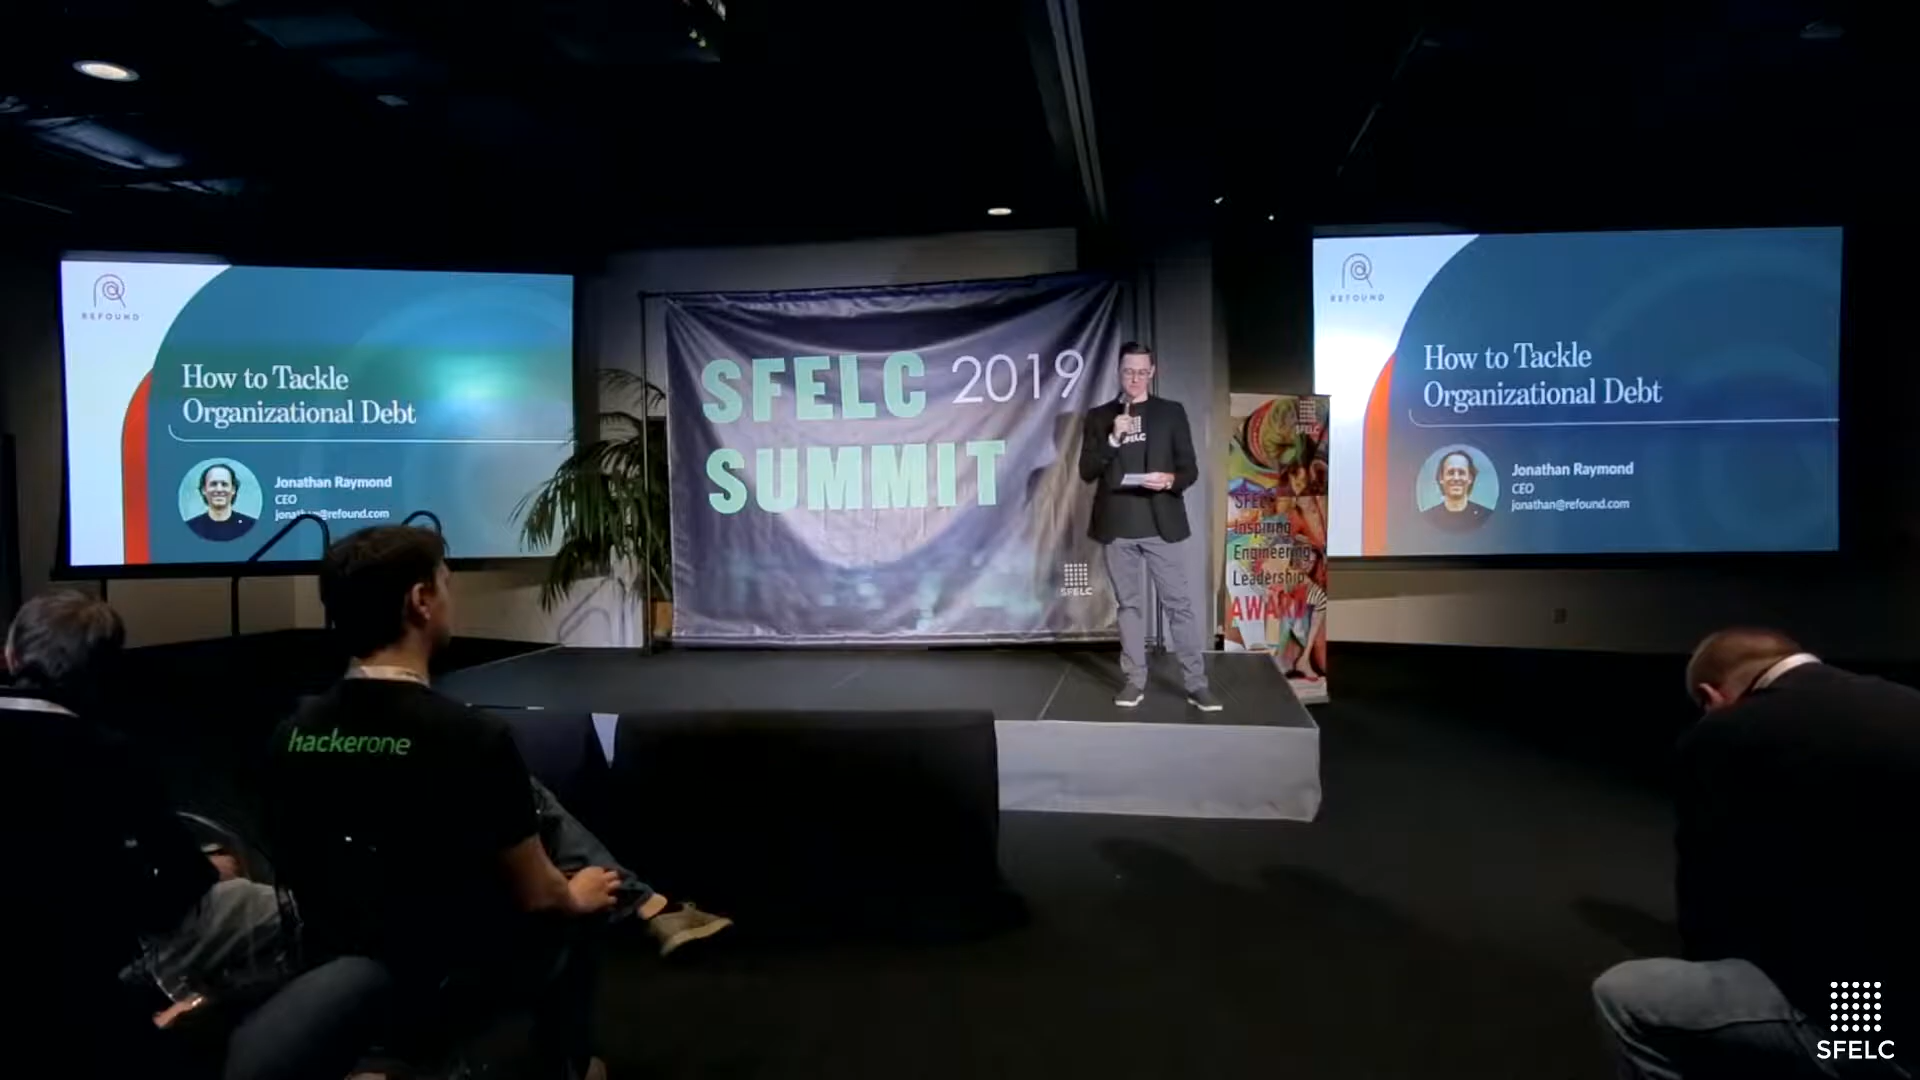 REFOUND
How to Tackle
Organizational Debt
Jonathan Raymond
CEO
jonathan@refound.com
SFELC 2019
SUMMIT
SFELC
SFELC
SFELC
SFELC
Inspiring
Engineering
Leadership
AWARD
REFOUND
How to Tackle
Organizational Debt
Jonathan Raymond
CEO
jonathan@refound.com
hackerone
SFELC